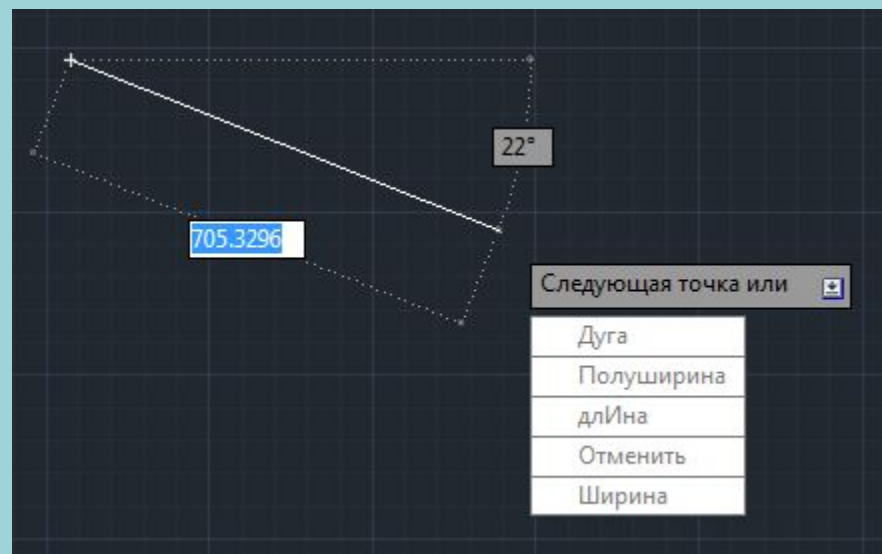 22°
705.3296
Следующая точка или
Дуга
Полуширина
длИна
Отменить
Ширина